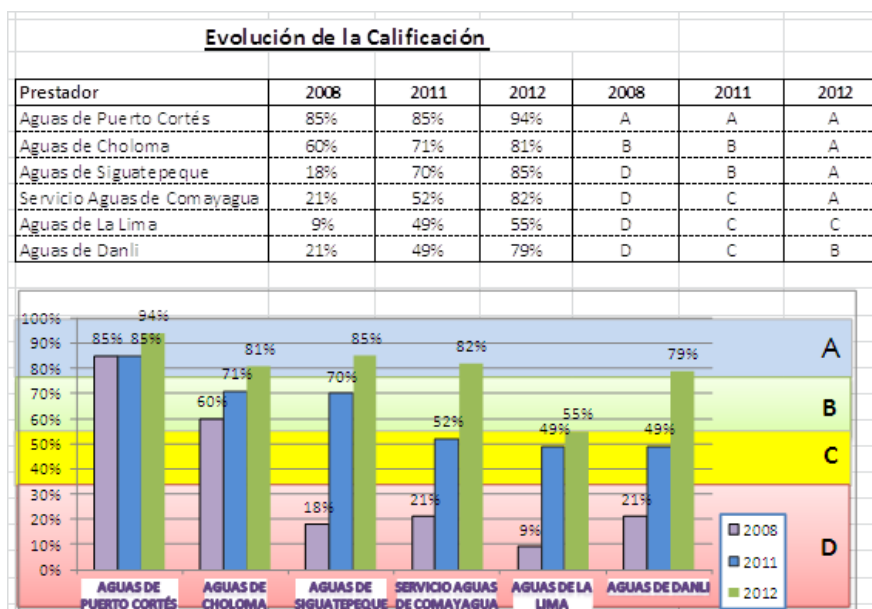 Evolución de la Calificación
Prestador 2008 2011 2012 2008 2011 2012
Aguas de Puerto Cortés 85% 85% 94% A A A
Aguas de Choloma 60% 71% 81% B B A
Aguas de Siguatepeque 18% 70% 85% D B A
Servicio Aguas de Comayagua 21% 52% 82% D C A
Aguas de La Lima 9% 49% 55% D C C
Aguas de Danli 21% 49% 79% D C B
100%
90%
80%
70%
60%
50%
40%
30%
20%
10%
0%
85% 85% 94%
60% 71% 81%
18% 70% 85%
21% 52% 82%
9% 49% 55%
21% 49% 79%
A
B
C
D
2008
2011
2012
AGUAS DE
PUERTO CORTÉS
AGUAS DE
CHOLOMA
AGUAS DE
SIGUATEPEQUE
SERVICIO AGUAS
DE COMAYAGUA
AGUAS DE LA
LIMA
AGUAS DE DANLI